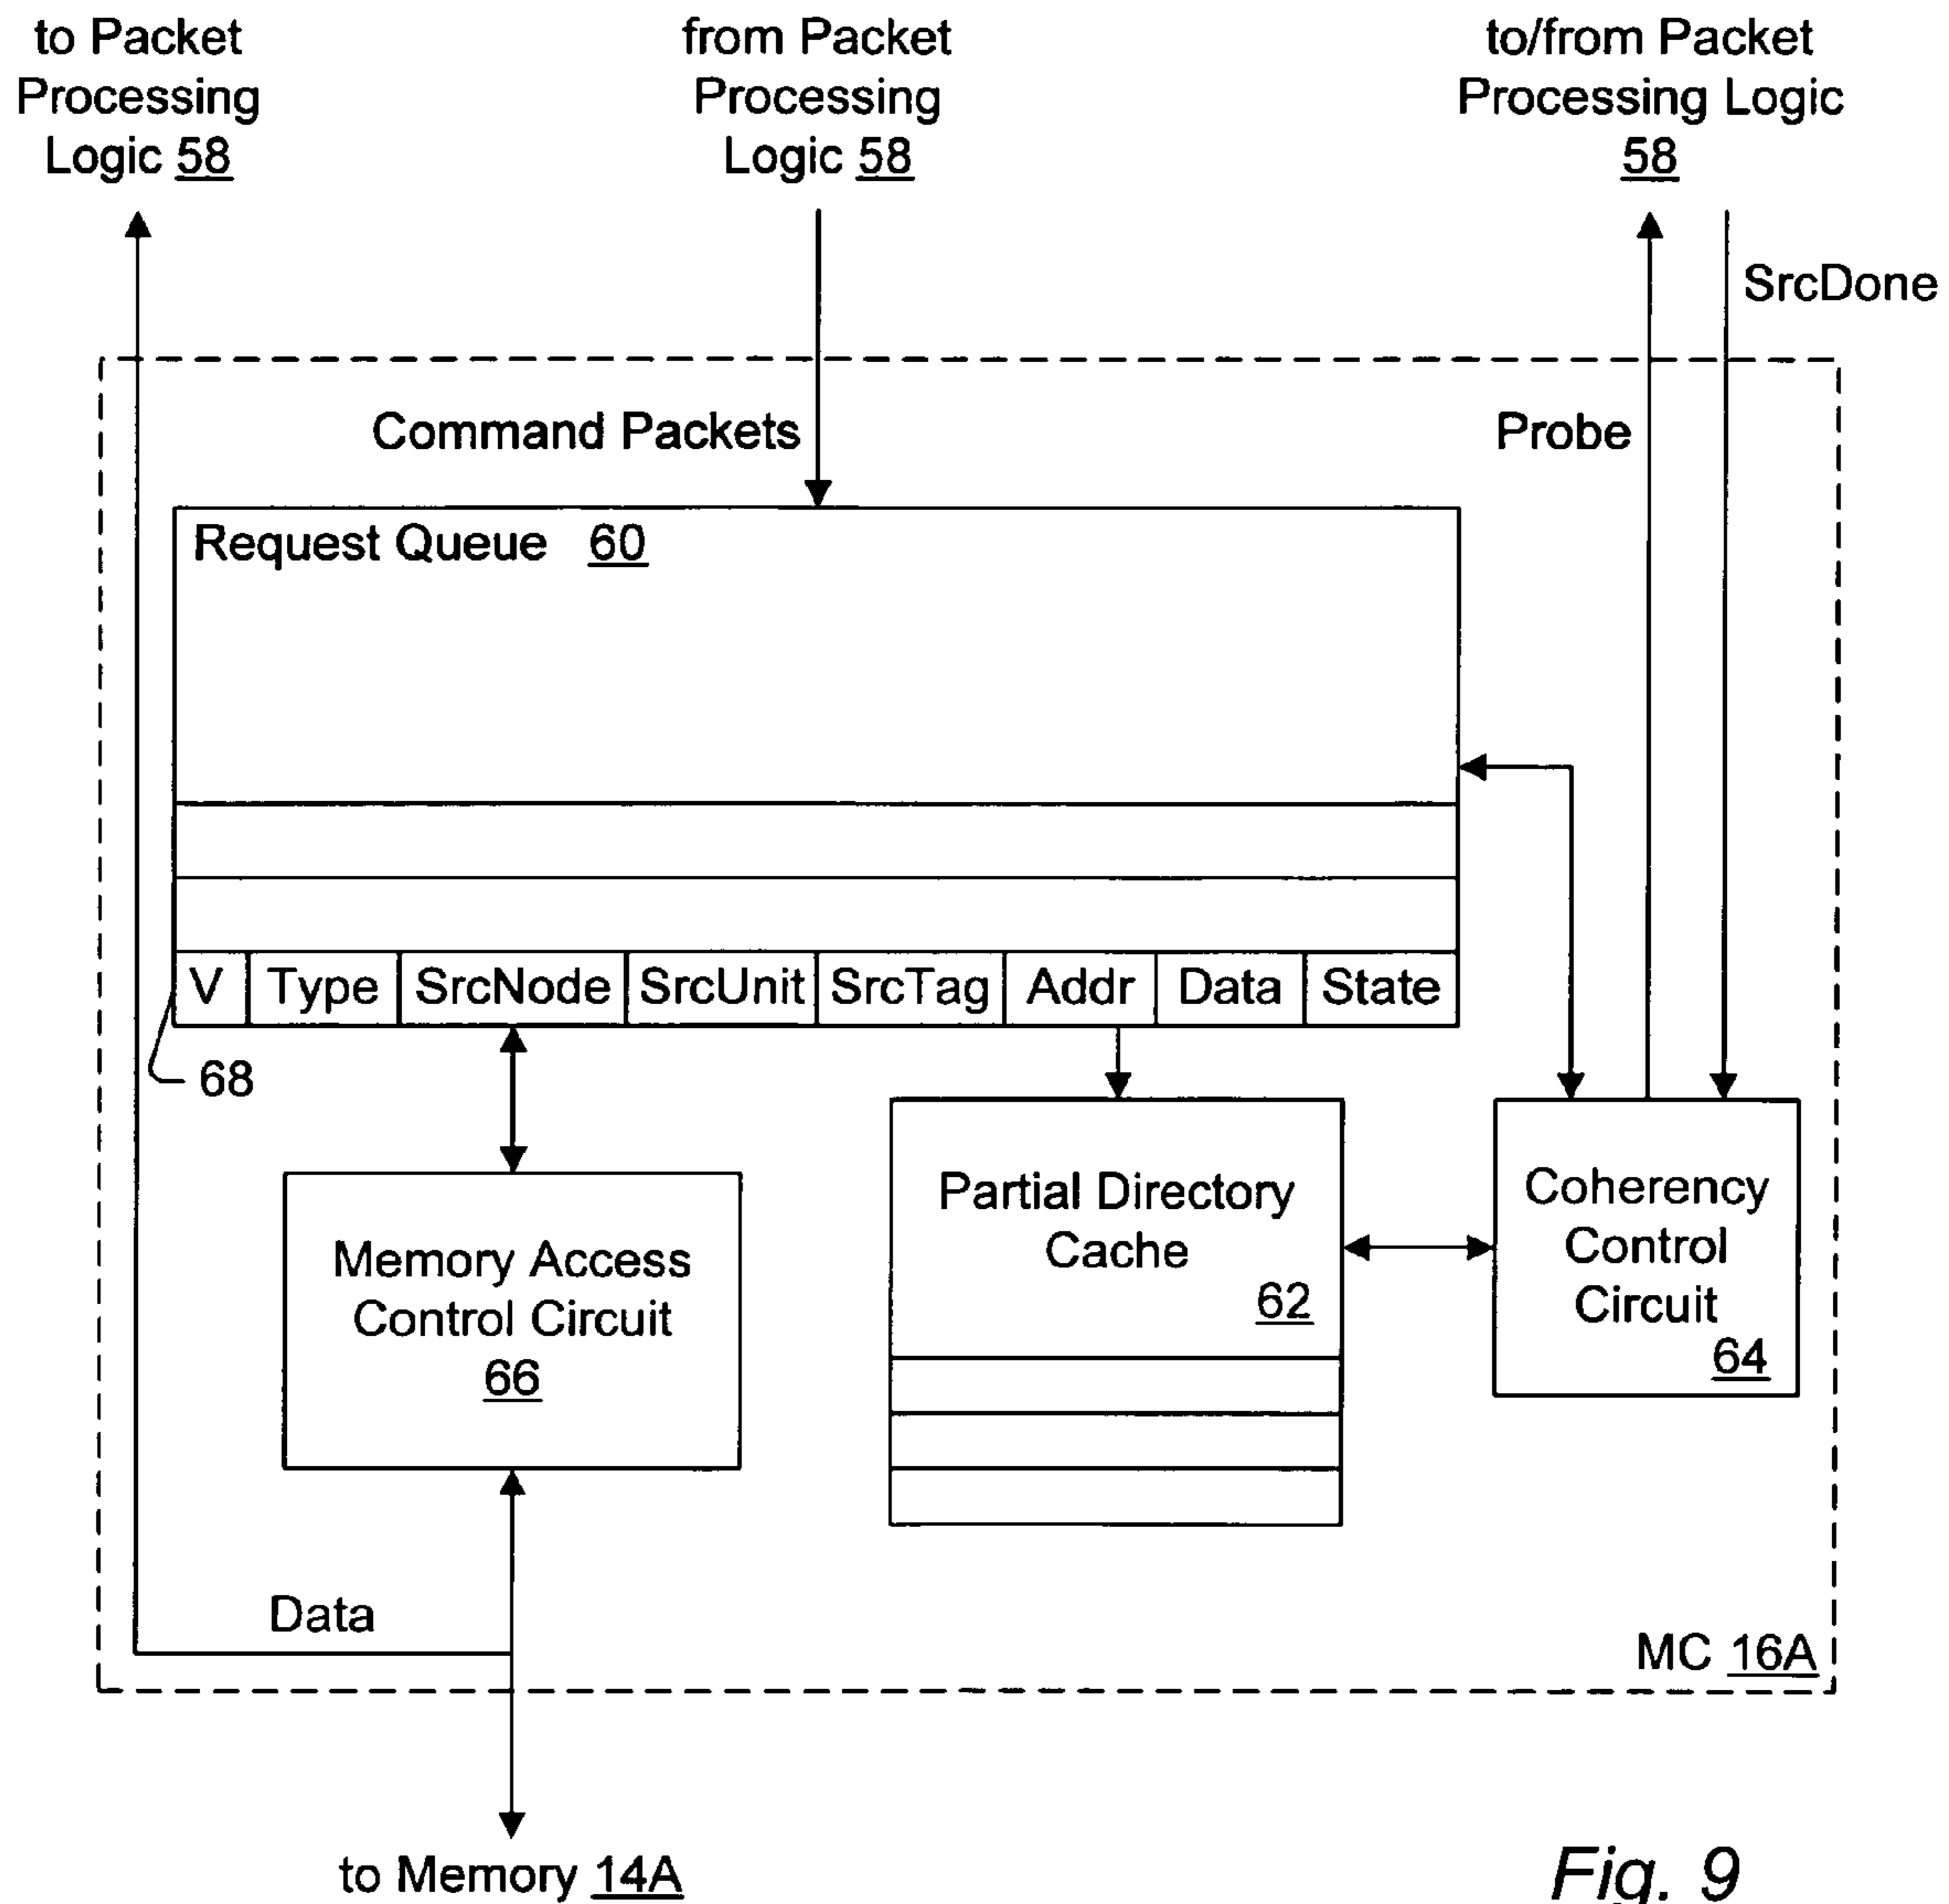 to Packet
Processing
Logic 58
from Packet
Processing
Logic 58
to/from Packet
Processing Logic
58
SrcDone
Command Packets
Probe
Request Queue 60
V Type SrcNode SrcUnit SrcTag Addr Data State
68
Memory Access
Control Circuit
66
Partial Directory
Cache
62
Coherency
Control
Circuit
64
Data
MC 16A
to Memory 14A
Fig. 9